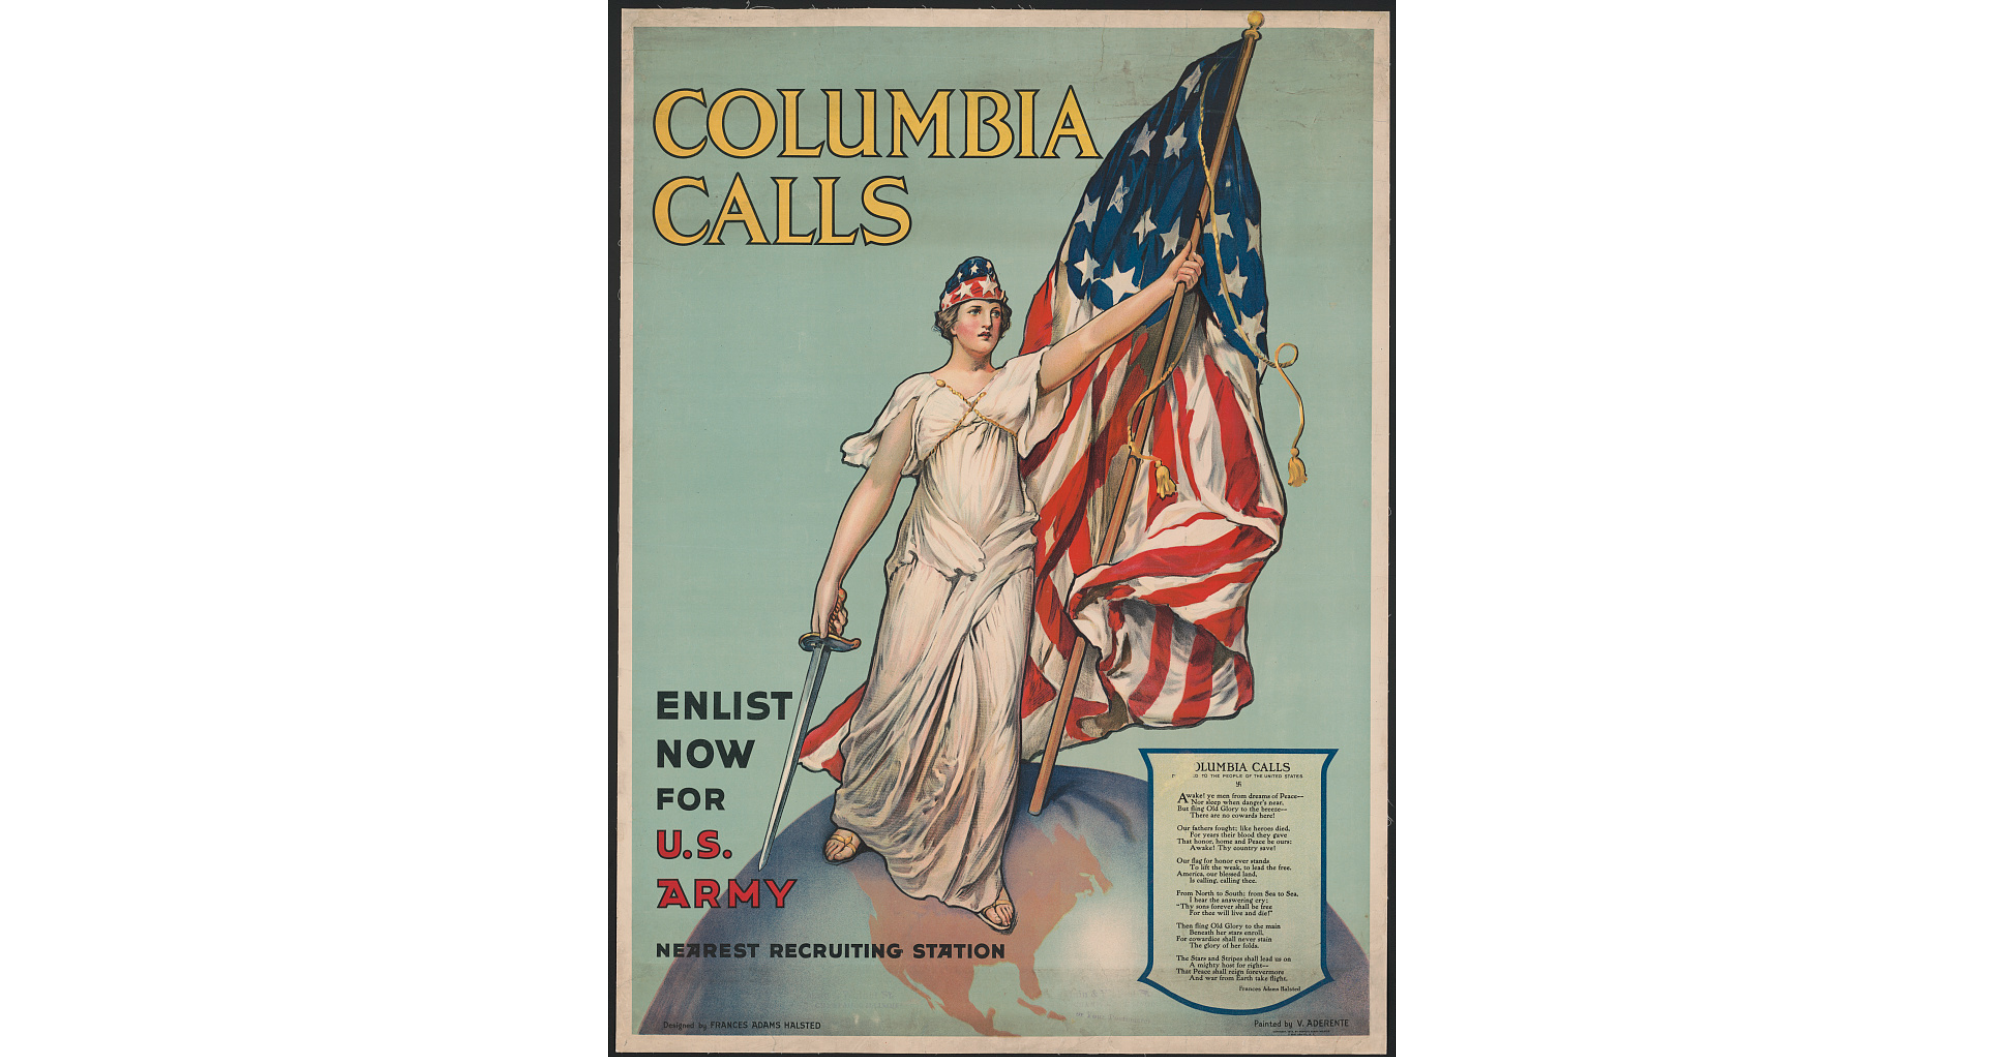 COLUMBIA
CALLS
ENLIST
NOW
FOR
U.S.
ARMY
NEAREST RECRUITING STATION
OLUMBIA CALLS
D TO THE PEOPLE OF THE UNITED STATES
Awake! ye men from dreams of Peace—
Nor sleep when danger's near.
But fling Old Glory to the breeze—
There are no cowards here!
Our fathers fought; like heroes died,
For years their blood they gave
That honor, home and Peace be ours:
Awake! Thy country save!
Our flag for honor ever stands
To lift the weak, to lead the free.
America, our blessed land,
Is calling; calling thee.
From North to South; from Sea to Sea.
I hear the answering cry;
"Thy sons forever shall be free
For thee will live and die!"
Then fling Old Glory to the main
Beneath her stars enroll.
For cowardice shall never stain
The glory of her folds.
The Stars and Stripes shall lead us on
A mighty host for right—
That Peace shall reign forevermore
And war from Earth take flight.
Frances Adams Halsted
Designed by FRANCES ADAMS HALSTED
Painted by V. ADERENTE